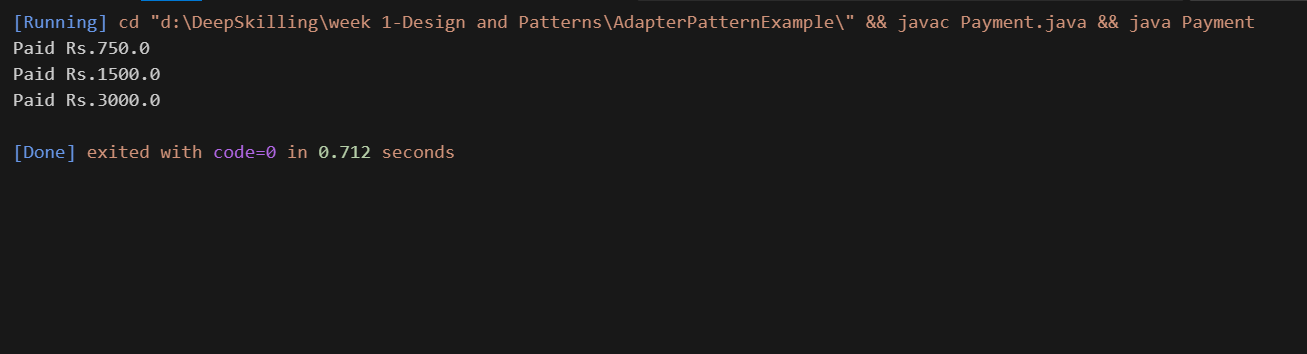 [Running] cd "d:\DeepSkilling\week 1-Design and Patterns\AdapterPatternExample\" && javac Payment.java && java Payment
Paid Rs.750.0
Paid Rs.1500.0
Paid Rs.3000.0
[Done] exited with code=0 in 0.712 seconds